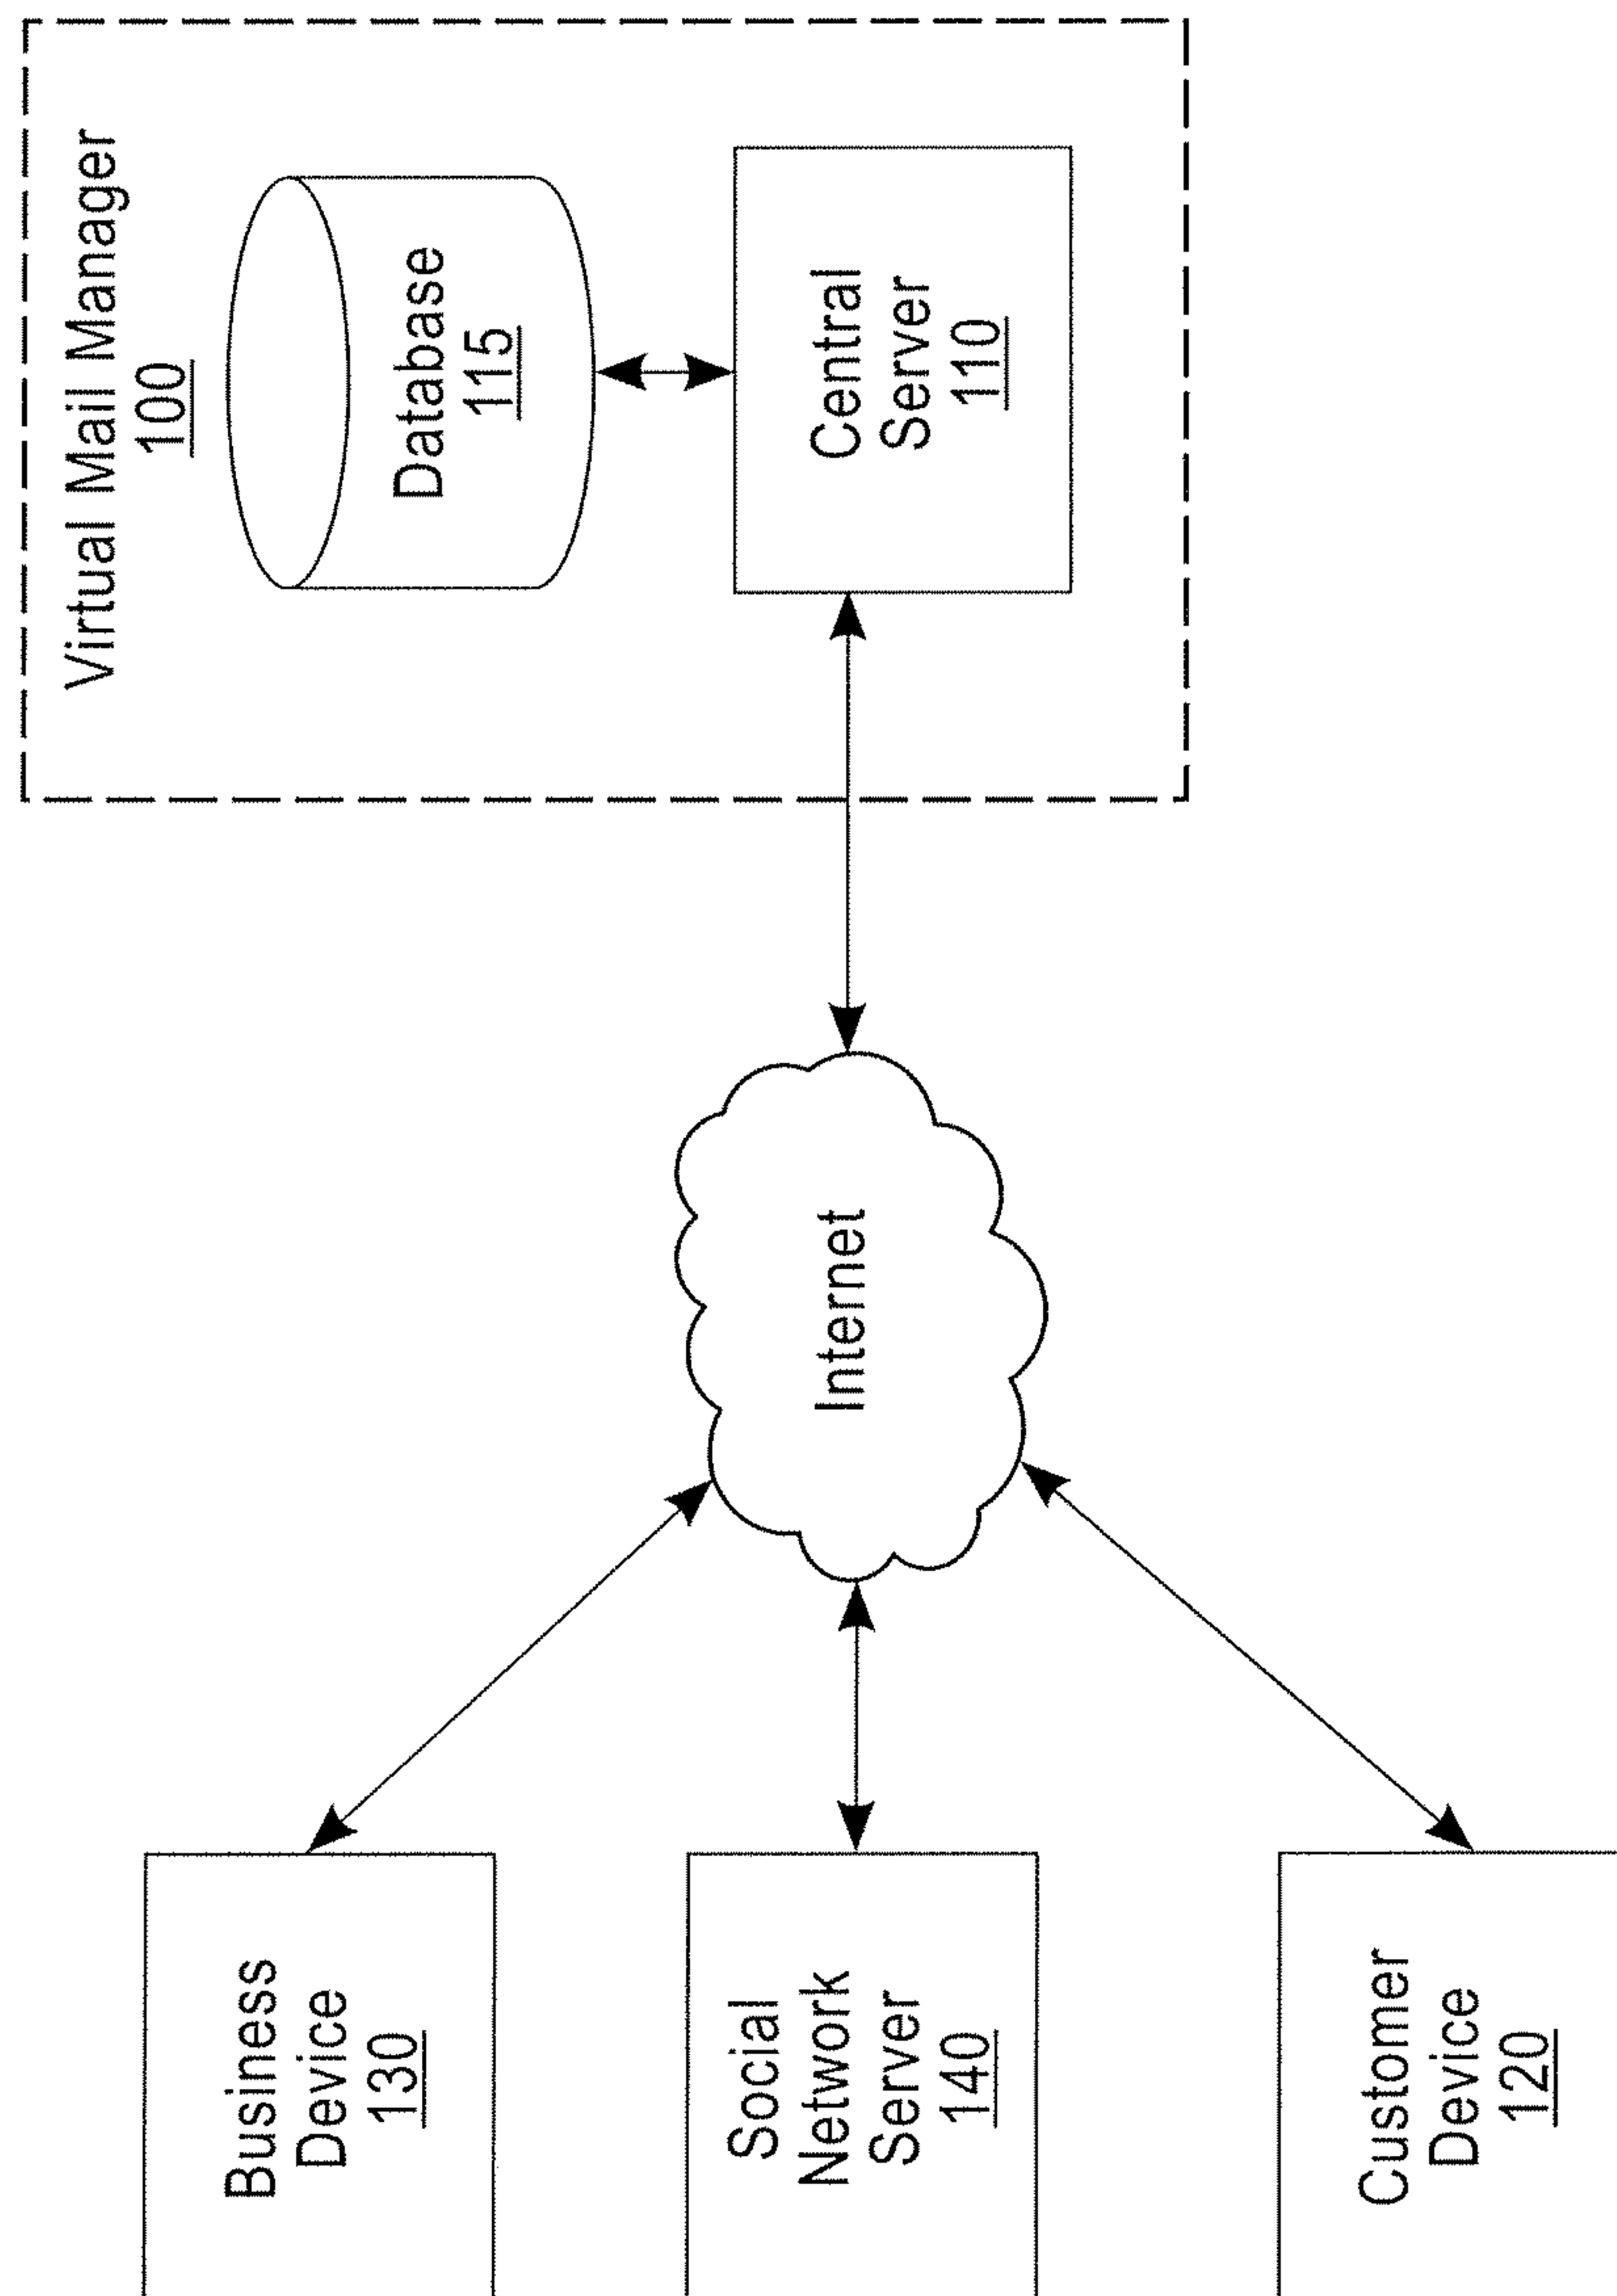 Virtual Mail Manager
100
Database
115
Central
Server
110
Internet
Business
Device
130
Social
Network
Server
140
Customer
Device
120